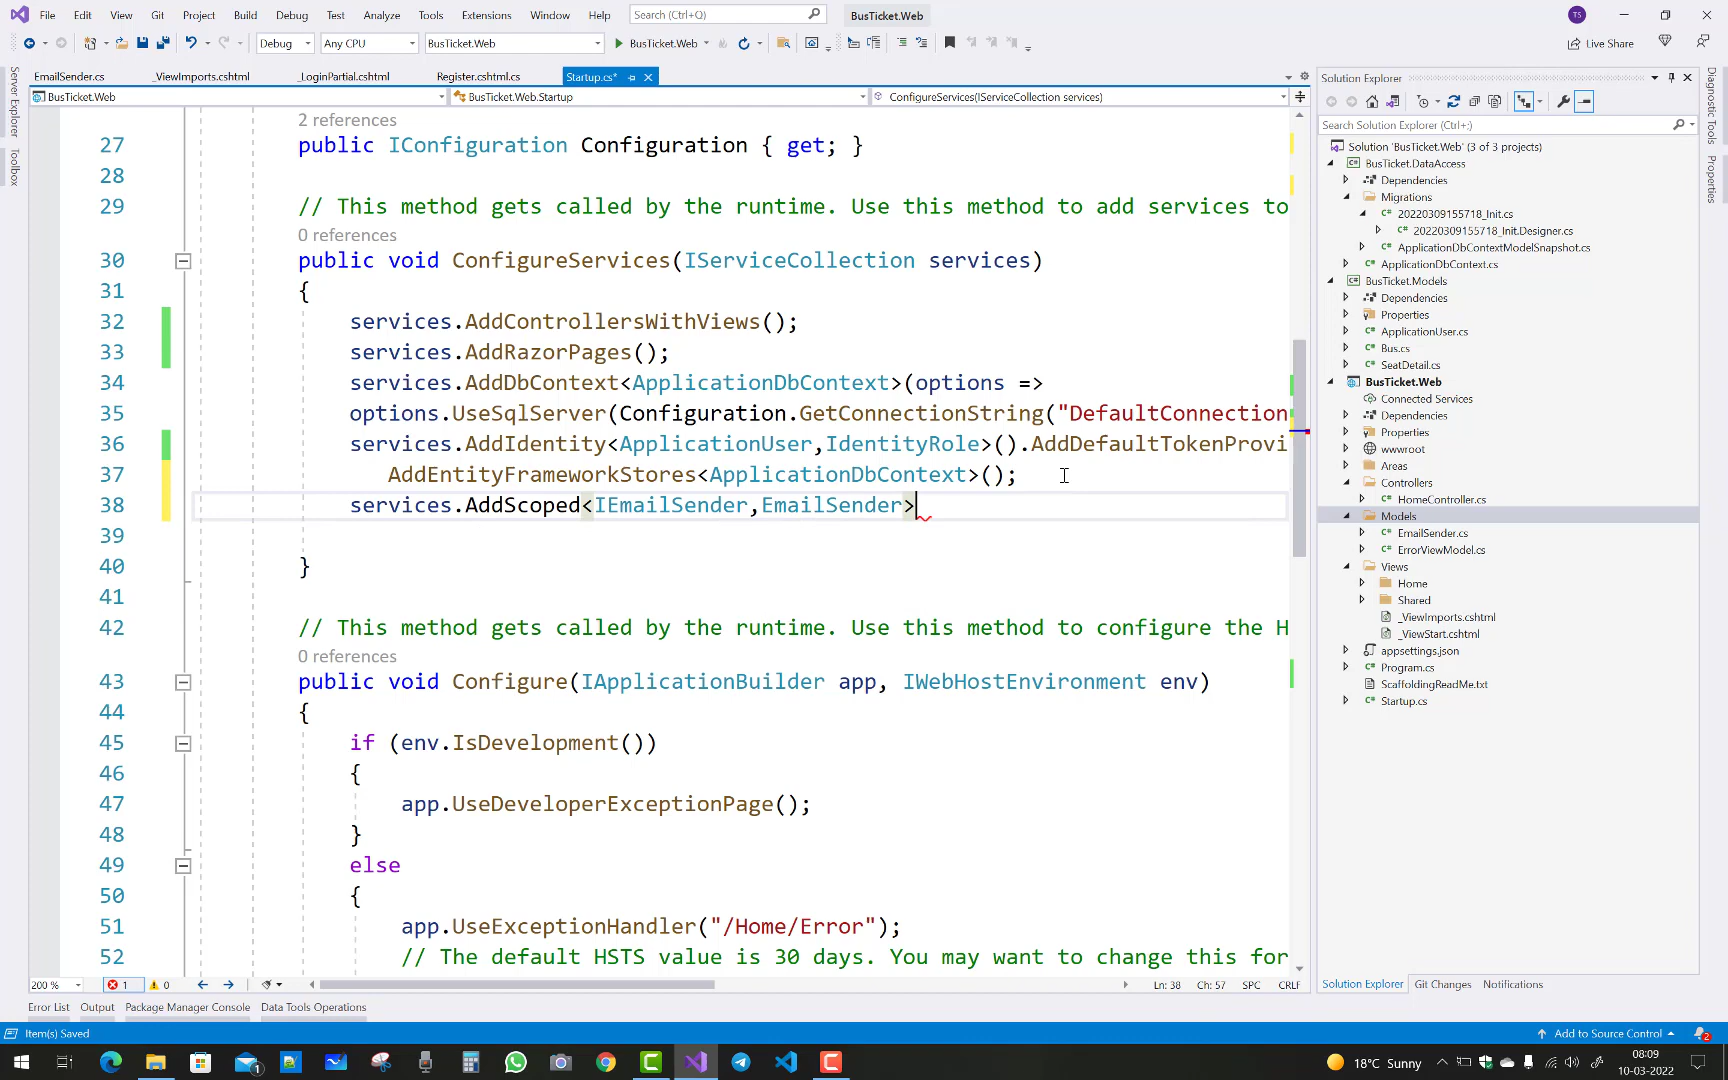 File Edit View Git Project Build Debug Test Analyze Tools Extensions Window Help Search (Ctrl+Q) BusTicket.Web TS
Debug Any CPU BusTicket.Web BusTicket.Web Live Share
EmailSender.cs _ViewImports.cshtml _LoginPartial.cshtml Register.cshtml.cs Startup.cs*
BusTicket.Web BusTicket.Web.Startup ConfigureServices(IServiceCollection services)
Server Explorer
Toolbox
2 references
27 public IConfiguration Configuration { get; }
28
29 // This method gets called by the runtime. Use this method to add services to
0 references
30 public void ConfigureServices(IServiceCollection services)
31 {
32 services.AddControllersWithViews();
33 services.AddRazorPages();
34 services.AddDbContext<ApplicationDbContext>(options =>
35 options.UseSqlServer(Configuration.GetConnectionString("DefaultConnection
36 services.AddIdentity<ApplicationUser,IdentityRole>().AddDefaultTokenProvi
37 AddEntityFrameworkStores<ApplicationDbContext>();
38 services.AddScoped<IEmailSender,EmailSender>
39
40 }
41
42 // This method gets called by the runtime. Use this method to configure the H
0 references
43 public void Configure(IApplicationBuilder app, IWebHostEnvironment env)
44 {
45 if (env.IsDevelopment())
46 {
47 app.UseDeveloperExceptionPage();
48 }
49 else
50 {
51 app.UseExceptionHandler("/Home/Error");
52 // The default HSTS value is 30 days. You may want to change this for
200 % 1 0 Ln: 38 Ch: 57 SPC CRLF
Error List Output Package Manager Console Data Tools Operations
Solution Explorer
Search Solution Explorer (Ctrl+;)
Solution 'BusTicket.Web' (3 of 3 projects)
BusTicket.DataAccess
Dependencies
Migrations
20220309155718_Init.cs
20220309155718_Init.Designer.cs
ApplicationDbContextModelSnapshot.cs
ApplicationDbContext.cs
BusTicket.Models
Dependencies
Properties
ApplicationUser.cs
Bus.cs
SeatDetail.cs
BusTicket.Web
Connected Services
Dependencies
Properties
wwwroot
Areas
Controllers
HomeController.cs
Models
EmailSender.cs
ErrorViewModel.cs
Views
Home
Shared
_ViewImports.cshtml
_ViewStart.cshtml
appsettings.json
Program.cs
ScaffoldingReadMe.txt
Startup.cs
Solution Explorer Git Changes Notifications
Diagnostic Tools
Properties
Item(s) Saved Add to Source Control 2
1 18°C Sunny 08:09
10-03-2022